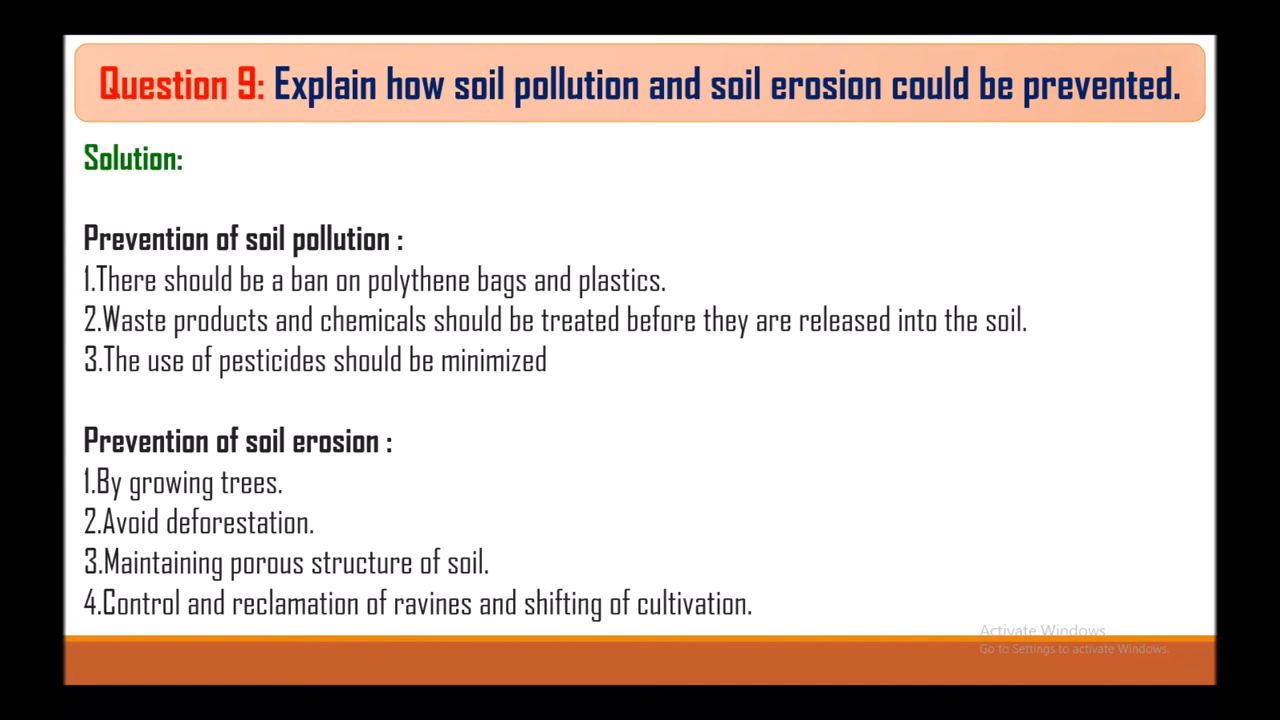 Question 9: Explain how soil pollution and soil erosion could be prevented.
Solution:
Prevention of soil pollution :
1.There should be a ban on polythene bags and plastics.
2.Waste products and chemicals should be treated before they are released into the soil.
3.The use of pesticides should be minimized
Prevention of soil erosion :
1.By growing trees.
2.Avoid deforestation.
3.Maintaining porous structure of soil.
4.Control and reclamation of ravines and shifting of cultivation.
Activate Windows
Go to Settings to activate Windows.